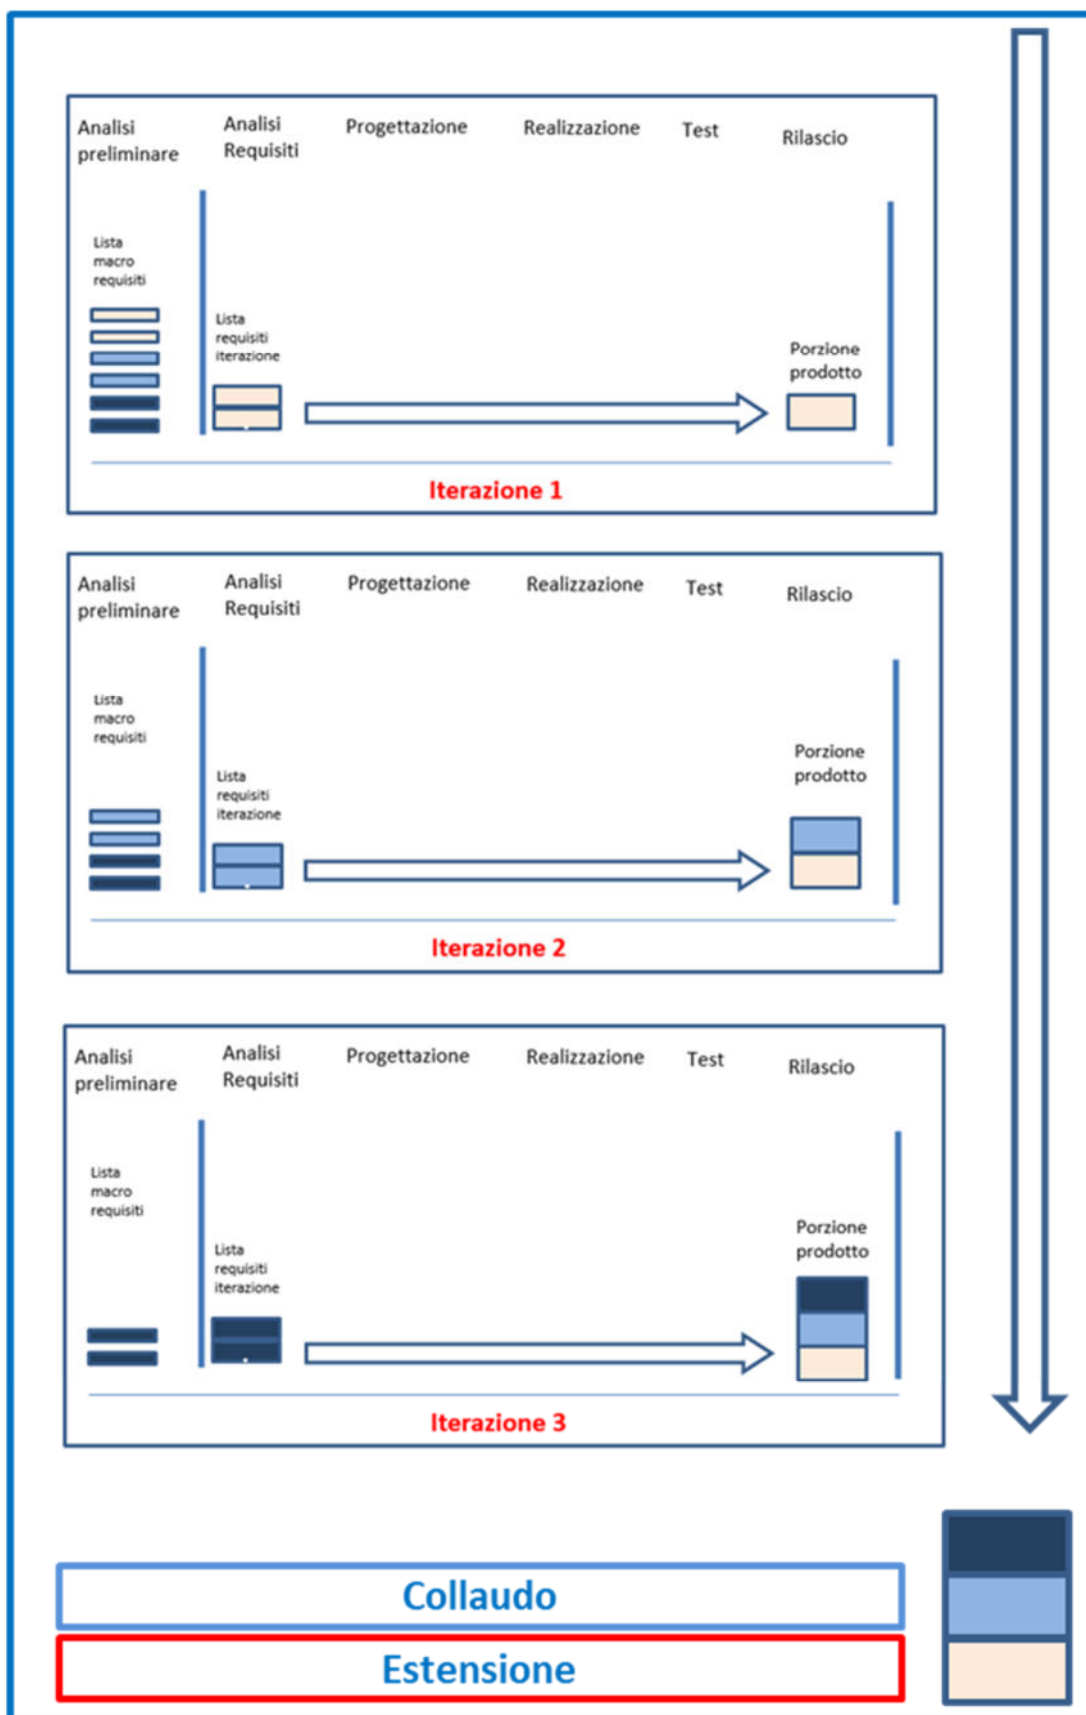 Analisi
preliminare
Analisi
Requisiti
Progettazione
Realizzazione
Test
Rilascio
Lista
macro
requisiti
Lista
requisiti
iterazione
Porzione
prodotto
Iterazione 1
Analisi
preliminare
Analisi
Requisiti
Progettazione
Realizzazione
Test
Rilascio
Lista
macro
requisiti
Lista
requisiti
iterazione
Porzione
prodotto
Iterazione 2
Analisi
preliminare
Analisi
Requisiti
Progettazione
Realizzazione
Test
Rilascio
Lista
macro
requisiti
Lista
requisiti
iterazione
Porzione
prodotto
Iterazione 3
Collaudo
Estensione